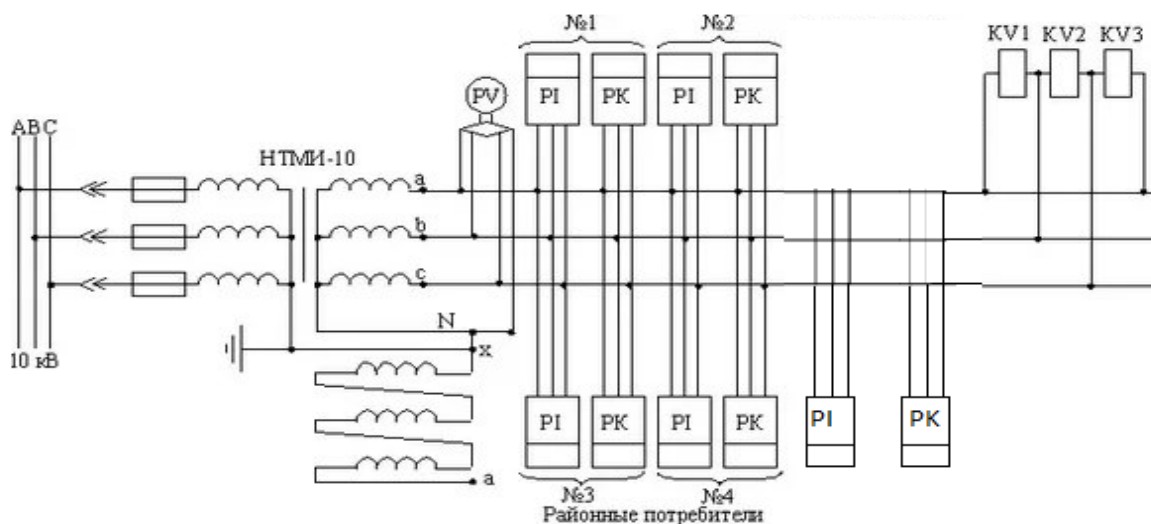 №1 №2
KV1 KV2 KV3
PI PK PI PK
PV
А В С
НТМИ-10
a
b
c
N
x
10 кВ
PI PK PI PK PI PK
a
№3 №4
Районные потребители